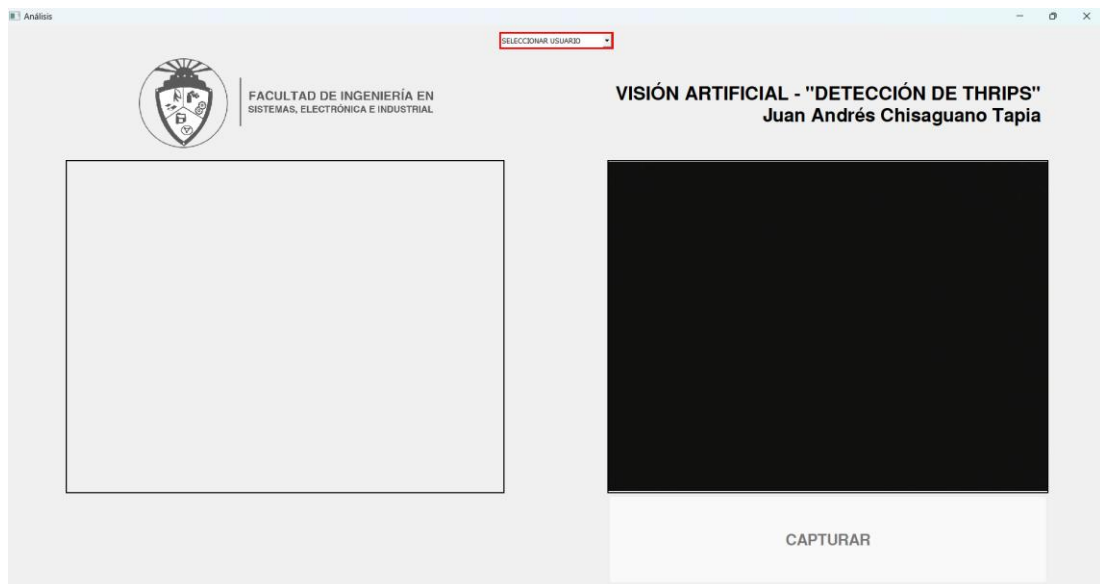 Análisis
SELECCIONAR USUARIO
FACULTAD DE INGENIERÍA EN
SISTEMAS, ELECTRÓNICA E INDUSTRIAL
VISIÓN ARTIFICIAL - "DETECCIÓN DE THRIPS"
Juan Andrés Chisaguano Tapia
CAPTURAR